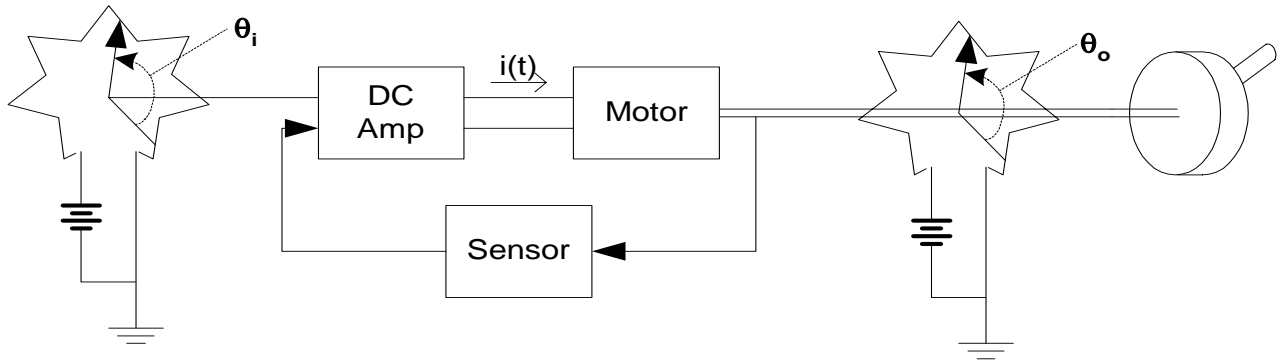 θi
DC
Amp
i(t)
Motor
θo
Sensor